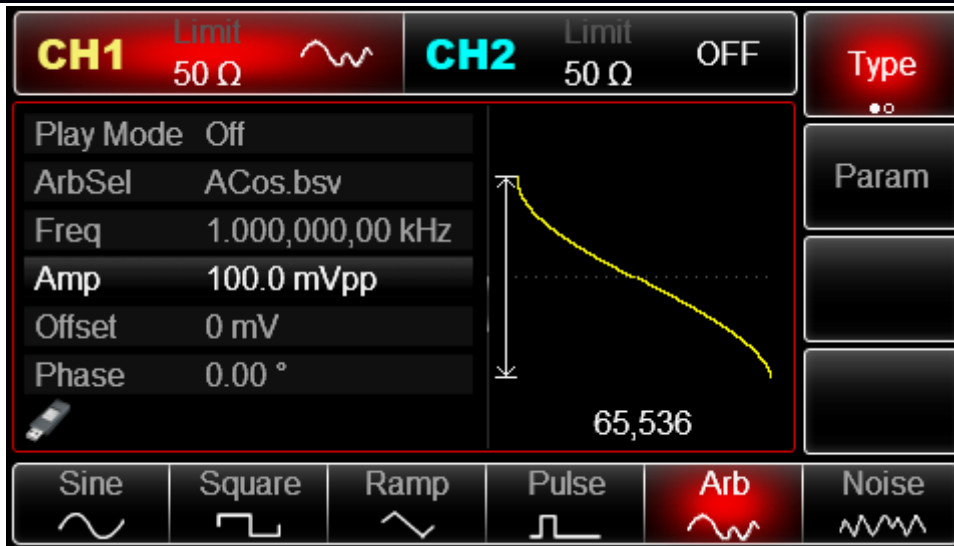 CH1 Limit 50 Ω
CH2 Limit 50 Ω OFF
Type
Play Mode Off
ArbSel ACos.bsv
Param
Freq 1.000,000,00 kHz
Amp 100.0 mVpp
Offset 0 mV
Phase 0.00 °
65,536
Sine Square Ramp Pulse Arb Noise